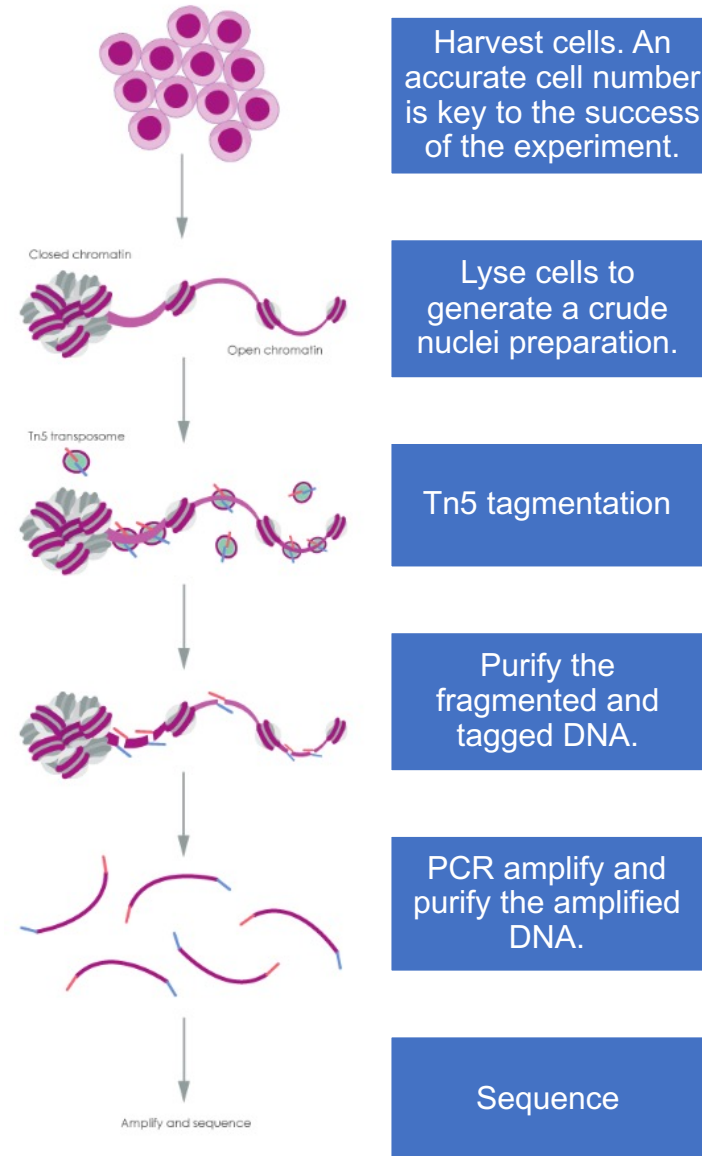 Harvest cells. An
accurate cell number
is key to the success
of the experiment.
Closed chromatin
Open chromatin
Lyse cells to
generate a crude
nuclei preparation.
Tn5 transposome
Tn5 tagmentation
Purify the
fragmented and
tagged DNA.
PCR amplify and
purify the amplified
DNA.
Amplify and sequence
Sequence